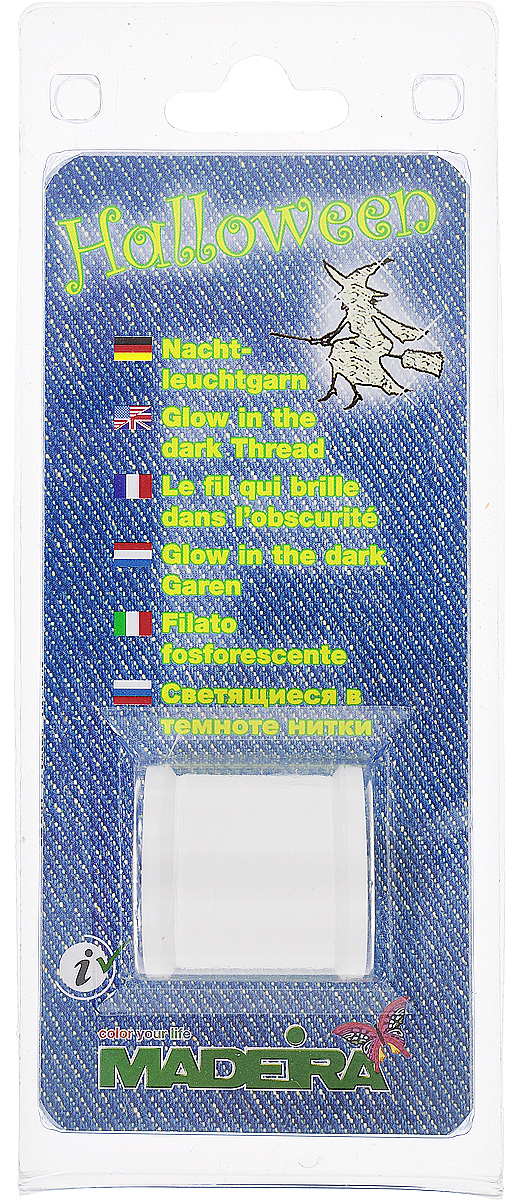 Halloween
Nacht-
leuchtgarn
Glow in the
dark Thread
Le fil qui brille
dans l'obscurité
Glow in the dark
Garen
Filato
fosforescente
Светящиеся в
темноте нитки
i
color your life
MADEIRA